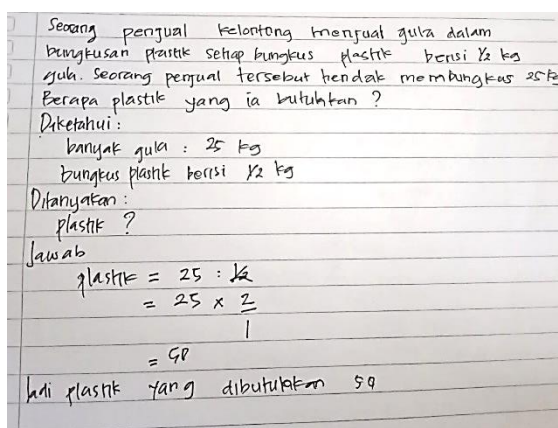 Seorang penjual kelontong menjual gula dalam
bungkusan plastik setiap bungkus plastik berisi 1/2 kg
gula. Seorang penjual tersebut hendak membungkus 25 kg
Berapa plastik yang ia butuhkan ?
Diketahui :
banyak gula : 25 kg
bungkus plastik berisi 1/2 kg
Ditanyakan :
plastik ?
Jawab
plastik = 25 : 1/2
= 25 x 2
1
= 50
Jadi plastik yang dibutuhkan 50